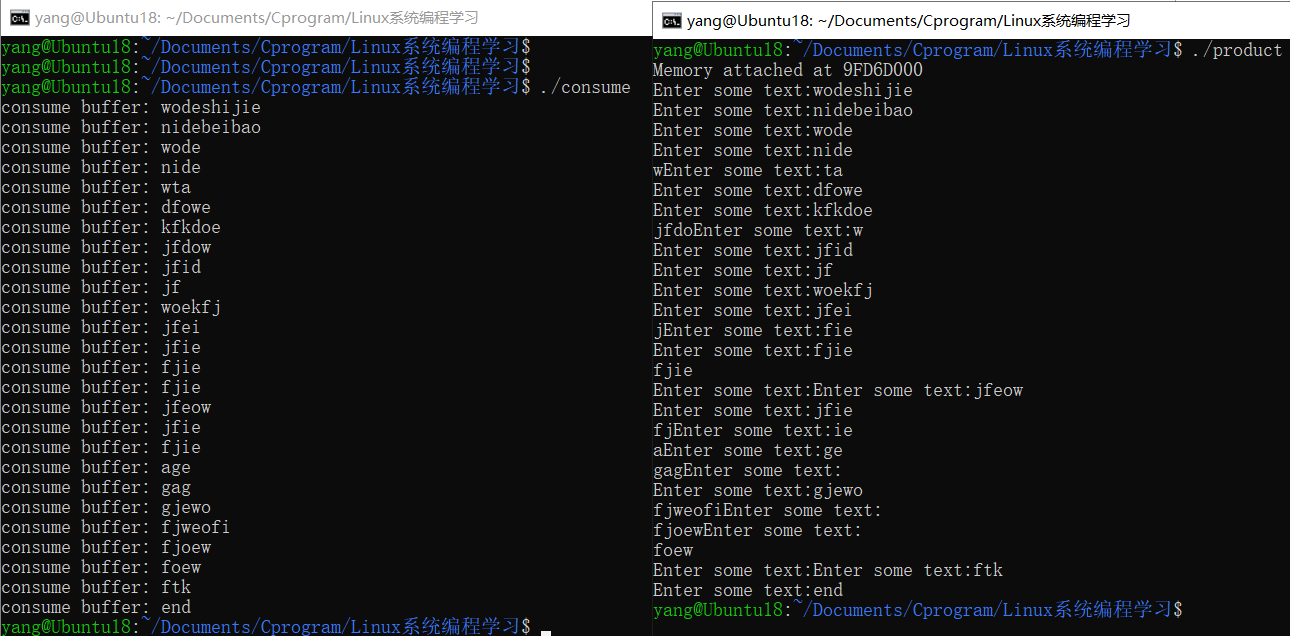 yang@Ubuntu18: ~/Documents/Cprogram/Linux系统编程学习
yang@Ubuntu18:~/Documents/Cprogram/Linux系统编程学习$
yang@Ubuntu18:~/Documents/Cprogram/Linux系统编程学习$
yang@Ubuntu18:~/Documents/Cprogram/Linux系统编程学习$ ./consume
consume buffer: wodeshijie
consume buffer: nidebeibao
consume buffer: wode
consume buffer: nide
consume buffer: wta
consume buffer: dfowe
consume buffer: kfkdoe
consume buffer: jfdow
consume buffer: jfid
consume buffer: jf
consume buffer: woekfj
consume buffer: jfei
consume buffer: jfie
consume buffer: fjie
consume buffer: fjie
consume buffer: jfeow
consume buffer: jfie
consume buffer: fjie
consume buffer: age
consume buffer: gag
consume buffer: gjewo
consume buffer: fjweofi
consume buffer: fjoew
consume buffer: foew
consume buffer: ftk
consume buffer: end
yang@Ubuntu18:~/Documents/Cprogram/Linux系统编程学习$
yang@Ubuntu18: ~/Documents/Cprogram/Linux系统编程学习
yang@Ubuntu18:~/Documents/Cprogram/Linux系统编程学习$ ./product
Memory attached at 9FD6D000
Enter some text:wodeshijie
Enter some text:nidebeibao
Enter some text:wode
Enter some text:nide
wEnter some text:ta
Enter some text:dfowe
Enter some text:kfkdoe
jfdoEnter some text:w
Enter some text:jfid
Enter some text:jf
Enter some text:woekfj
Enter some text:jfei
jEnter some text:fie
Enter some text:fjie
fjie
Enter some text:Enter some text:jfeow
Enter some text:jfie
fjEnter some text:ie
aEnter some text:ge
gagEnter some text:
Enter some text:gjewo
fjweofiEnter some text:
fjoewEnter some text:
foew
Enter some text:Enter some text:ftk
Enter some text:end
yang@Ubuntu18:~/Documents/Cprogram/Linux系统编程学习$